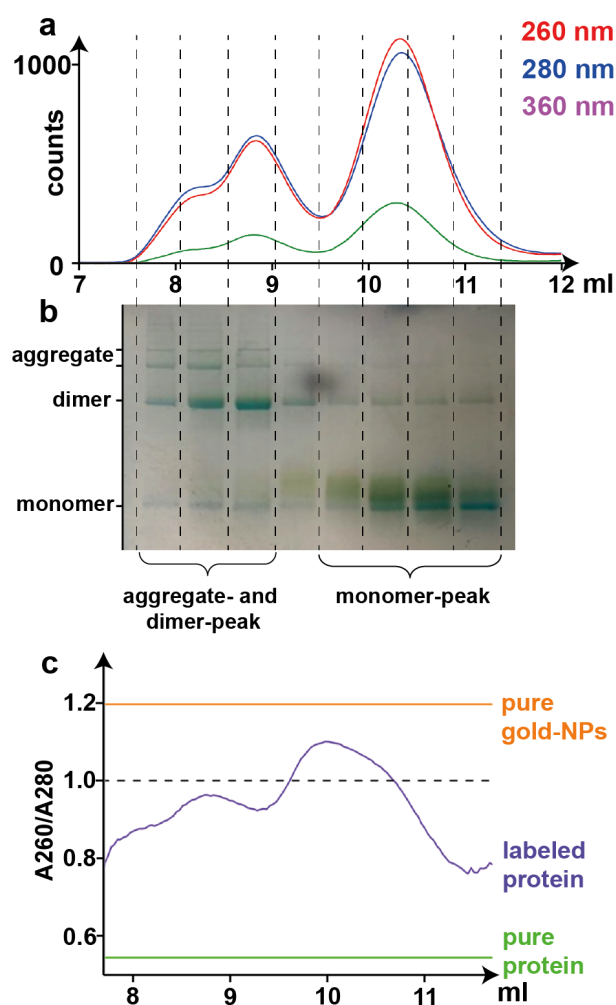 a
260 nm
280 nm
360 nm
1000
counts
0
7
8
9
10
11
12 ml
b
aggregate
dimer
monomer
aggregate- and
dimer-peak
monomer-peak
c
A260/A280
1.2
1.0
0.8
0.6
pure
gold-NPs
labeled
protein
pure
protein
8
9
10
11
ml